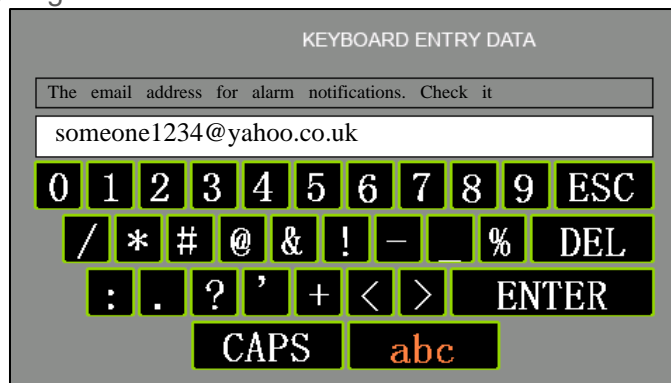 KEYBOARD ENTRY DATA
The email address for alarm notifications. Check it
someone1234@yahoo.co.uk
0 1 2 3 4 5 6 7 8 9 ESC
/ * # @ & ! - _ % DEL
: . ? ' + < > ENTER
CAPS abc